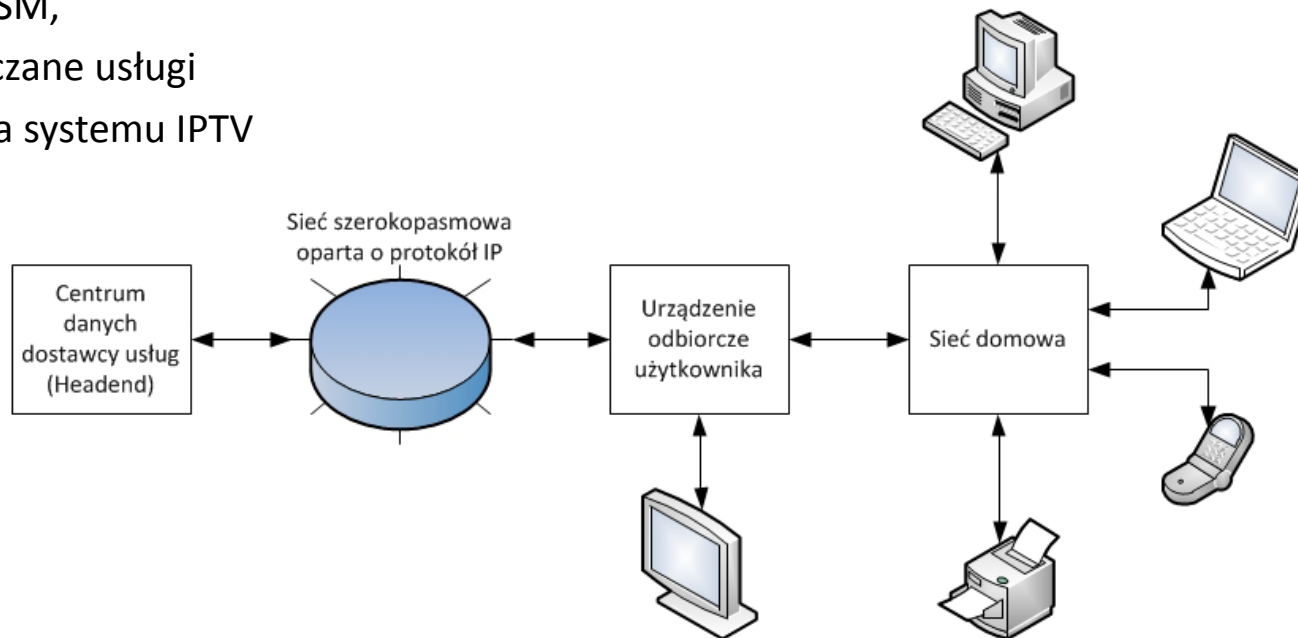 SM,
czane usługi
a systemu IPTV
Sieć szerokopasmowa
oparta o protokół IP
Centrum
danych
dostawcy usług
(Headend)
Urządzenie
odbiorcze
użytkownika
Sieć domowa